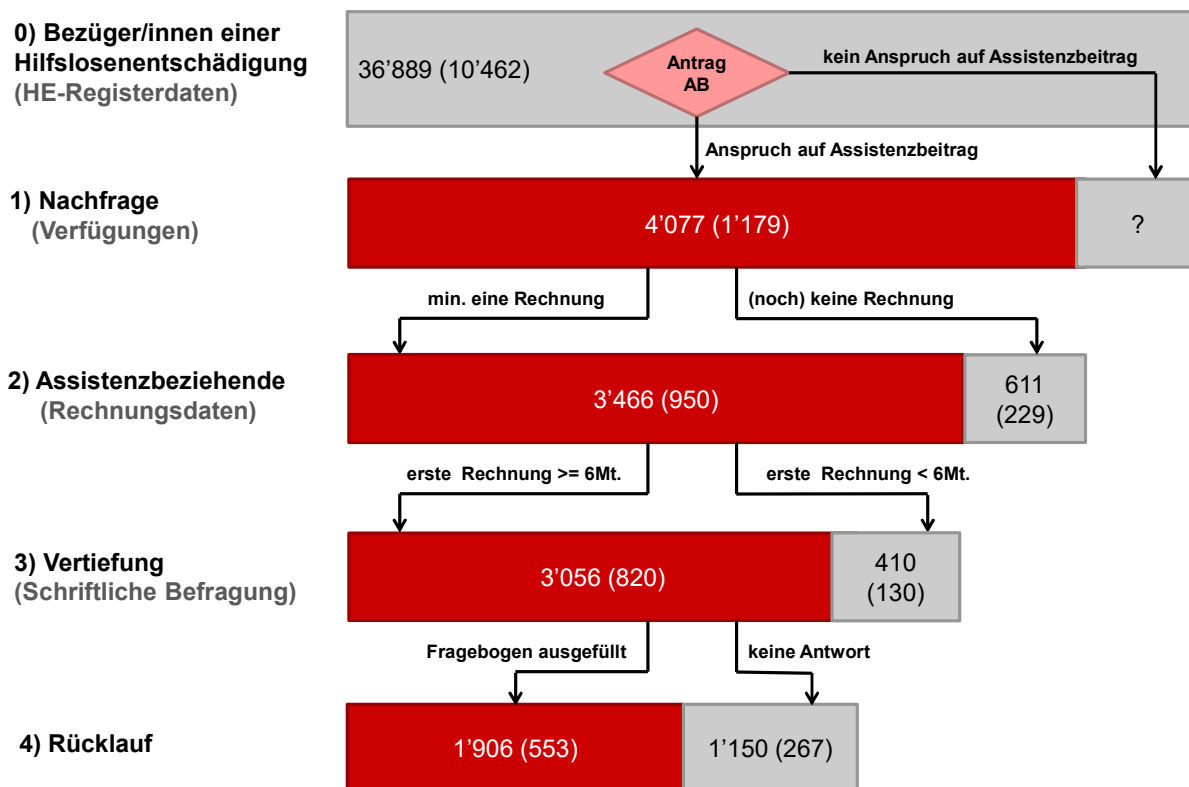 0) Bezüger/innen einer
Hilfslosenentschädigung
(HE-Registerdaten)
36'889 (10'462)
Antrag
AB
kein Anspruch auf Assistenzbeitrag
Anspruch auf Assistenzbeitrag
1) Nachfrage
(Verfügungen)
4'077 (1'179)
?
min. eine Rechnung
(noch) keine Rechnung
2) Assistenzbeziehende
(Rechnungsdaten)
3'466 (950)
611
(229)
erste Rechnung >= 6Mt.
erste Rechnung < 6Mt.
3) Vertiefung
(Schriftliche Befragung)
3'056 (820)
410
(130)
Fragebogen ausgefüllt
keine Antwort
4) Rücklauf
1'906 (553)
1'150 (267)